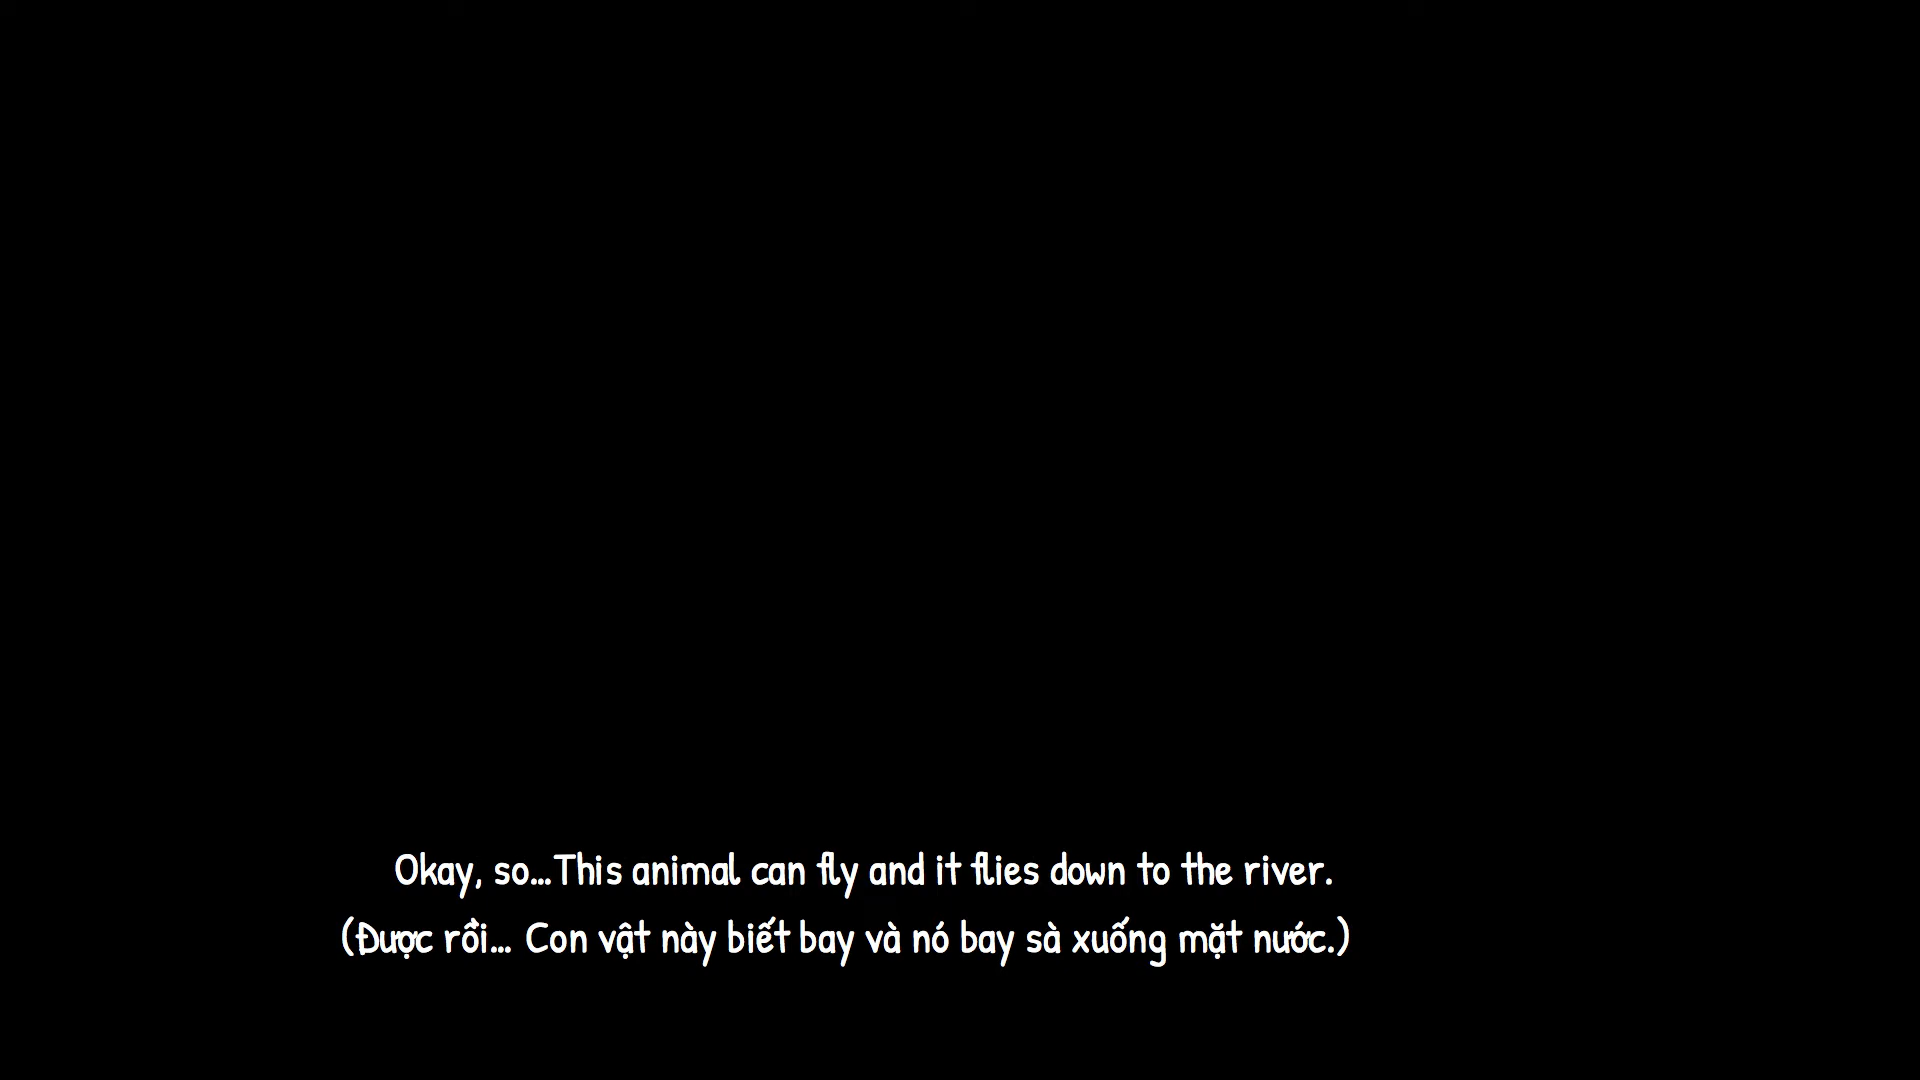 Okay, so...This animal can fly and it flies down to the river.
(Được rồi... Con vật này biết bay và nó bay sà xuống mặt nước.)